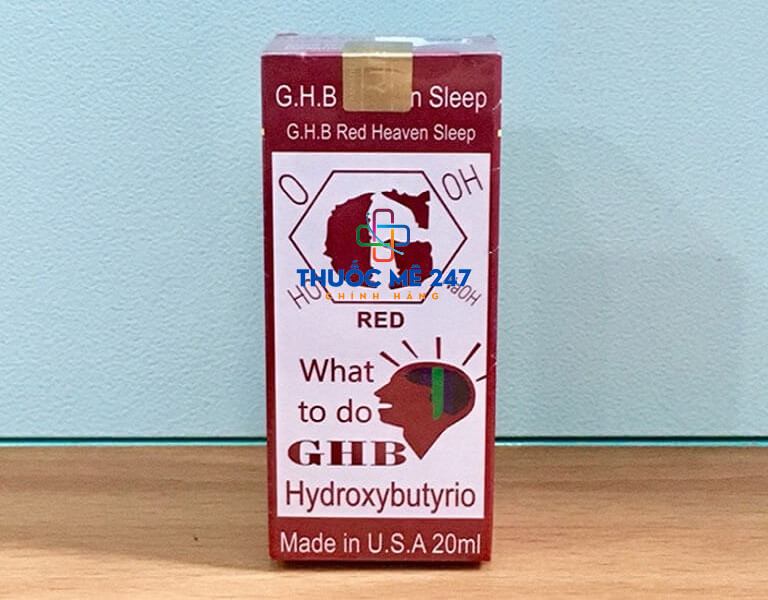 G.H.B n Sleep
G.H.B Red Heaven Sleep
O
OH
G
THUỐC MÊ 247
CHÍNH HÃNG
RED
What
to do
GHB
Hydroxybutyrio
Made in U.S.A 20ml